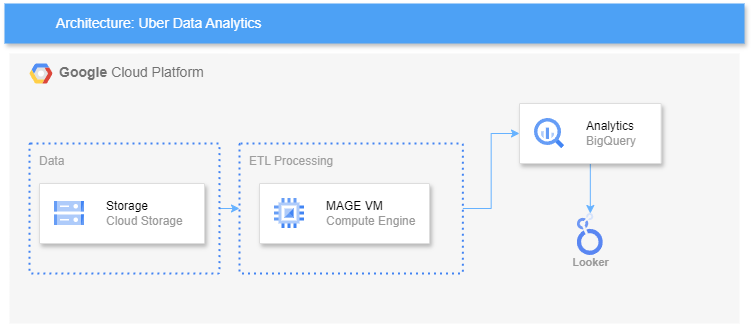 Architecture: Uber Data Analytics
Google Cloud Platform
Analytics
BigQuery
Data
ETL Processing
Storage
Cloud Storage
MAGE VM
Compute Engine
Looker